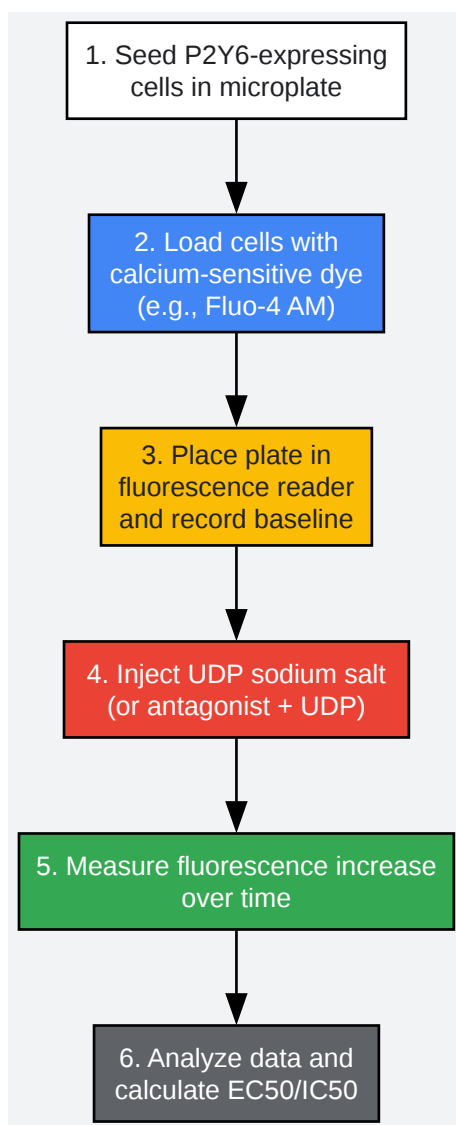 1. Seed P2Y6-expressing
cells in microplate
2. Load cells with
calcium-sensitive dye
(e.g., Fluo-4 AM)
3. Place plate in
fluorescence reader
and record baseline
4. Inject UDP sodium salt
(or antagonist + UDP)
5. Measure fluorescence increase
over time
6. Analyze data and
calculate EC50/IC50